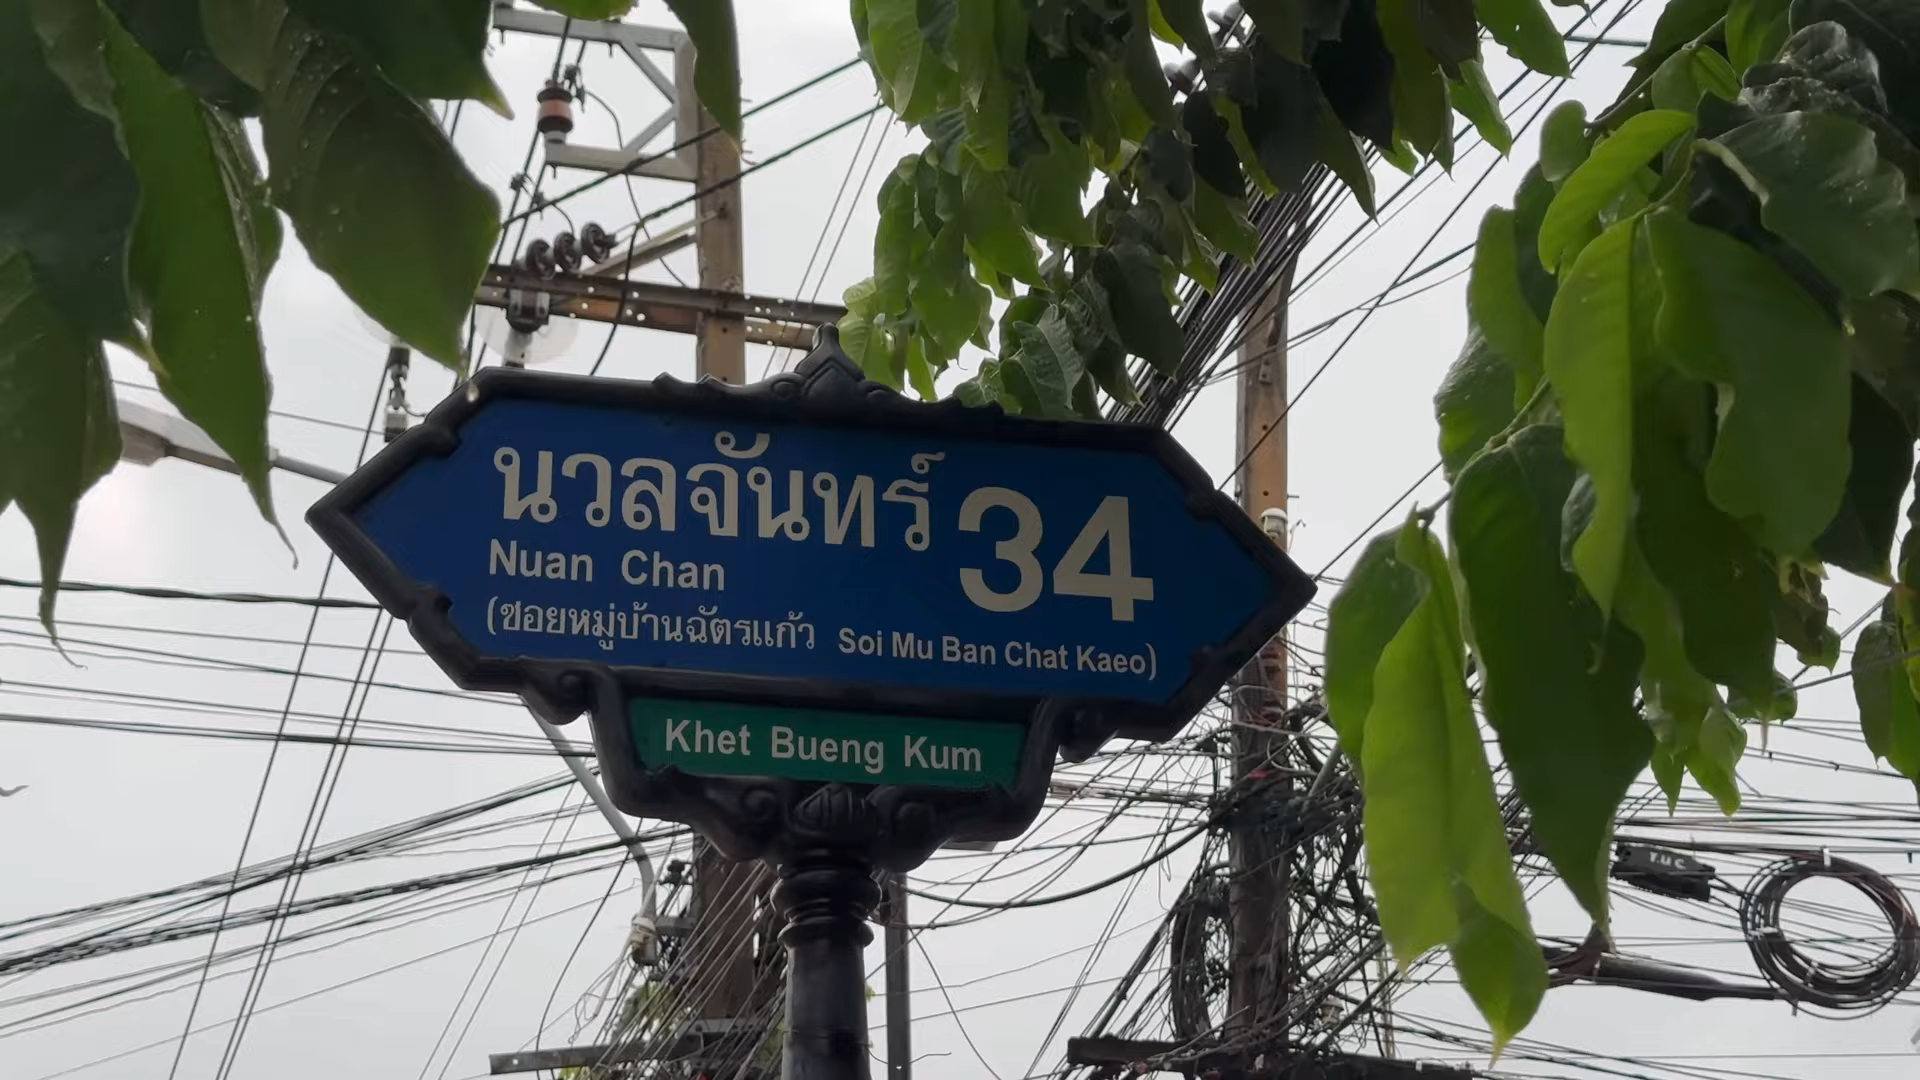 นวลจันทร์ 34
Nuan Chan
(ซอยหมู่บ้านฉัตรแก้ว Soi Mu Ban Chat Kaeo)
Khet Bueng Kum
T.U.C